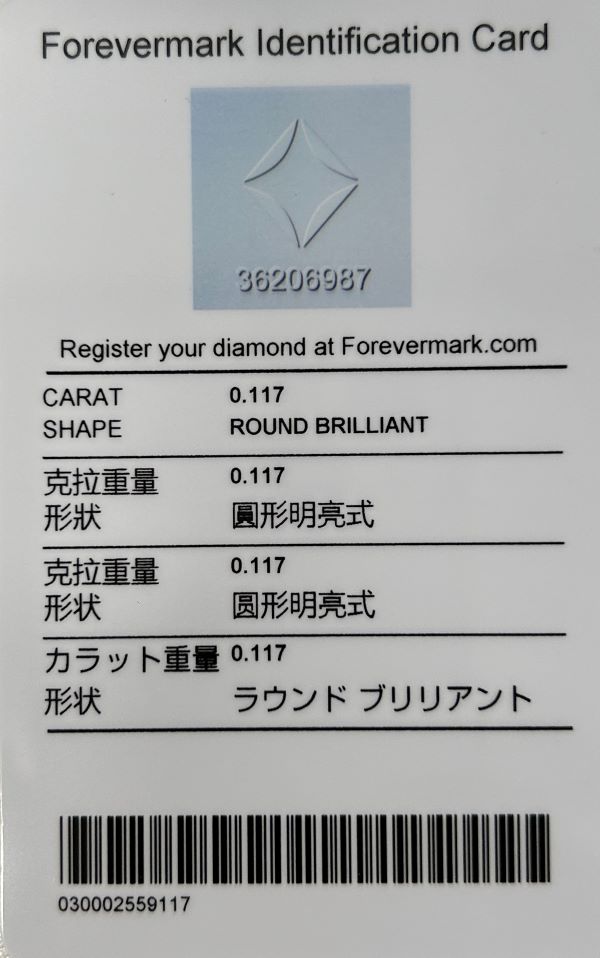 Forevermark Identification Card
36206987
Register your diamond at Forevermark.com
CARAT 0.117
SHAPE ROUND BRILLIANT
克拉重量 0.117
形狀 圓形明亮式
克拉重量 0.117
形状 圆形明亮式
カラット重量 0.117
形状 ラウンド ブリリアント
030002559117